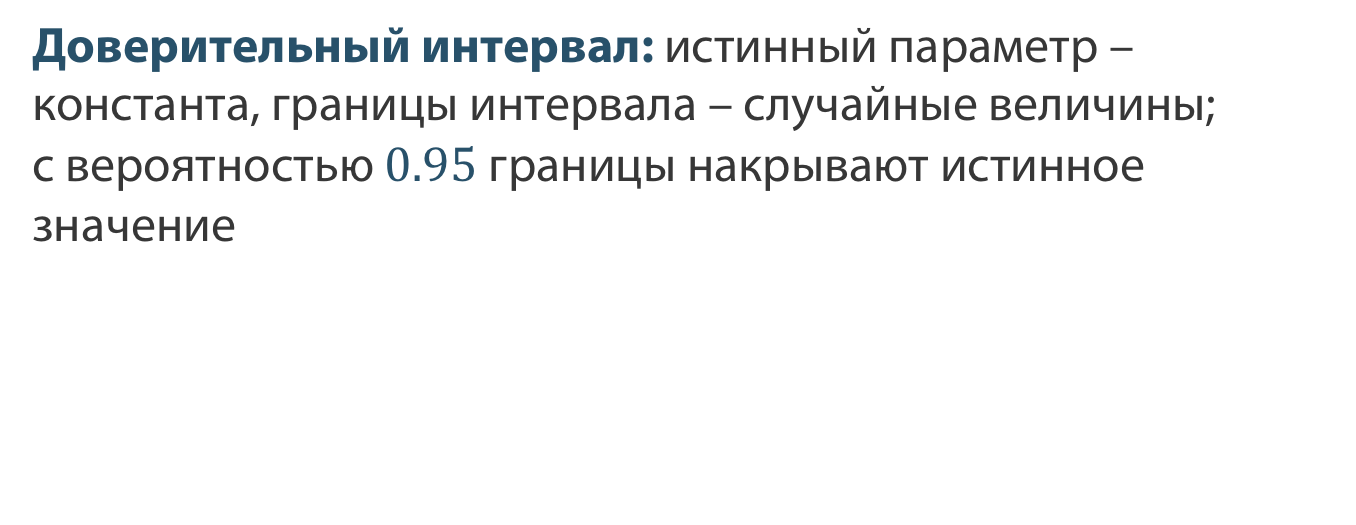 Доверительный интервал: истинный параметр –
константа, границы интервала – случайные величины;
с вероятностью 0.95 границы накрывают истинное
значение